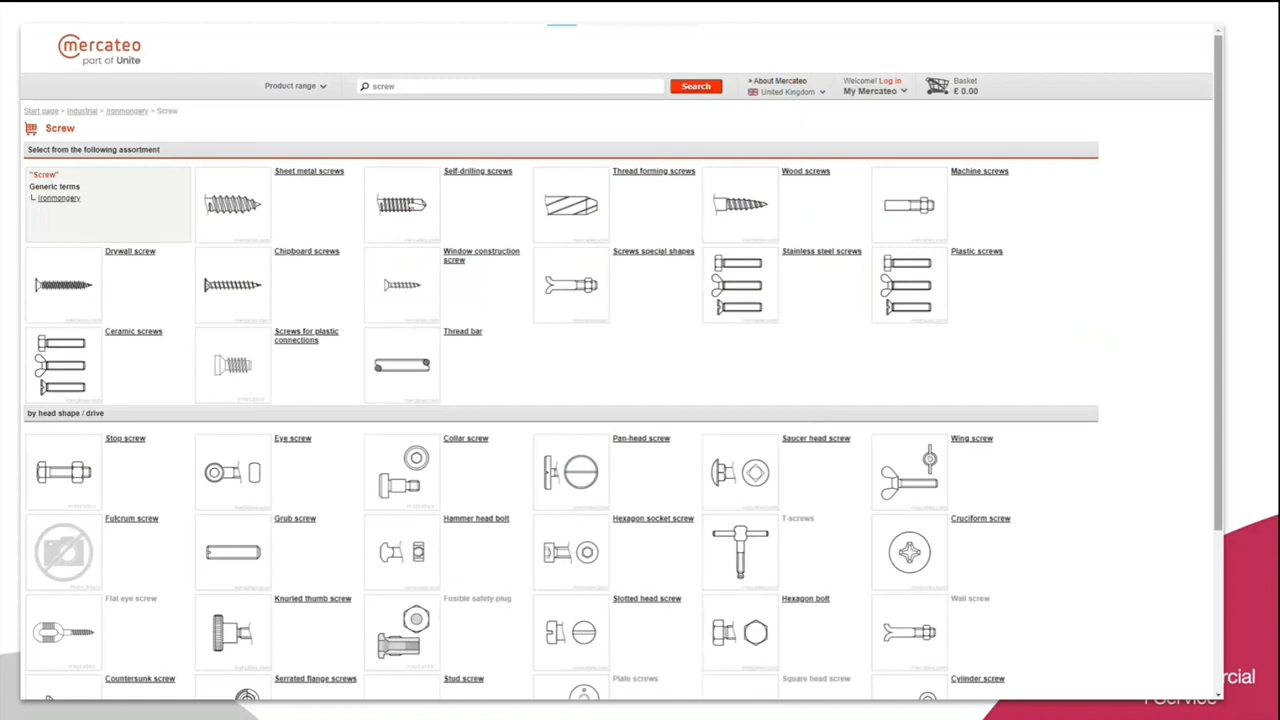 mercateo
part of Unite
Product range
screw
Search
» About Mercateo
United Kingdom
Welcome! Log in
My Mercateo
Basket
£ 0.00
Start page > Industrial > Ironmongery > Screw
Screw
Select from the following assortment
"Screw"
Generic terms
Ironmongery
Sheet metal screws
Self-drilling screws
Thread forming screws
Wood screws
Machine screws
Drywall screw
Chipboard screws
Window construction
screw
Screws special shapes
Stainless steel screws
Plastic screws
Ceramic screws
Screws for plastic
connections
Thread bar
by head shape / drive
Stop screw
Eye screw
Collar screw
Pan-head screw
Saucer head screw
Wing screw
Fulcrum screw
Grub screw
Hammer head bolt
Hexagon socket screw
T-screws
Cruciform screw
Flat eye screw
Knurled thumb screw
Fusible safety plug
Slotted head screw
Hexagon bolt
Wall screw
Countersunk screw
Serrated flange screws
Stud screw
Plate screws
Square head screw
Cylinder screw
rcial
Service